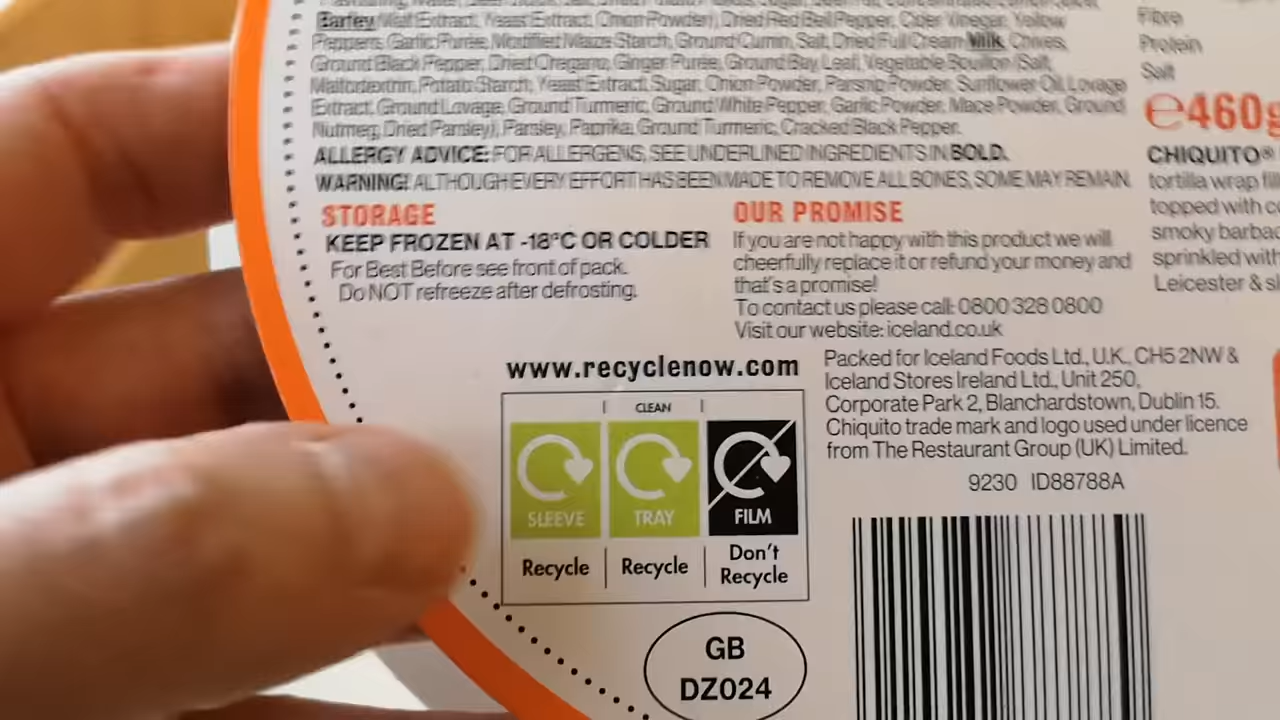 Barley Malt Extract, Yeast Extract, Onion Powder), Dried Red Bell Pepper, Cider Vinegar, Yellow
Peppers, Garlic Purée, Modified Maize Starch, Ground Cumin, Salt, Dried Full Cream Milk, Chives,
Ground Black Pepper, Dried Oregano, Ginger Purée, Ground Bay Leaf, Vegetable Bouillon (Salt,
Maltodextrin, Potato Starch, Yeast Extract, Sugar, Onion Powder, Parsnip Powder, Sunflower Oil, Lovage
Extract, Ground Lovage, Ground Turmeric, Ground White Pepper, Garlic Powder, Mace Powder, Ground
Nutmeg, Dried Parsley), Parsley, Paprika, Ground Turmeric, Cracked Black Pepper.
ALLERGY ADVICE: FOR ALLERGENS, SEE UNDERLINED INGREDIENTS IN BOLD.
WARNING! ALTHOUGH EVERY EFFORT HAS BEEN MADE TO REMOVE ALL BONES, SOME MAY REMAIN.
STORAGE
KEEP FROZEN AT -18°C OR COLDER
For Best Before see front of pack.
Do NOT refreeze after defrosting.
OUR PROMISE
If you are not happy with this product we will
cheerfully replace it or refund your money and
that's a promise!
To contact us please call: 0800 328 0800
Visit our website: iceland.co.uk
Fibre
Protein
Salt
℮460g
CHIQUITO®
tortilla wrap
topped with
smoky
sprinkled with
Leicester &
www.recyclenow.com
CLEAN
SLEEVE TRAY FILM
Recycle Recycle Don't Recycle
Packed for Iceland Foods Ltd., U.K., CH5 2NW &
Iceland Stores Ireland Ltd., Unit 250,
Corporate Park 2, Blanchardstown, Dublin 15.
Chiquito trade mark and logo used under licence
from The Restaurant Group (UK) Limited.
9230 ID88788A
GB
DZ024